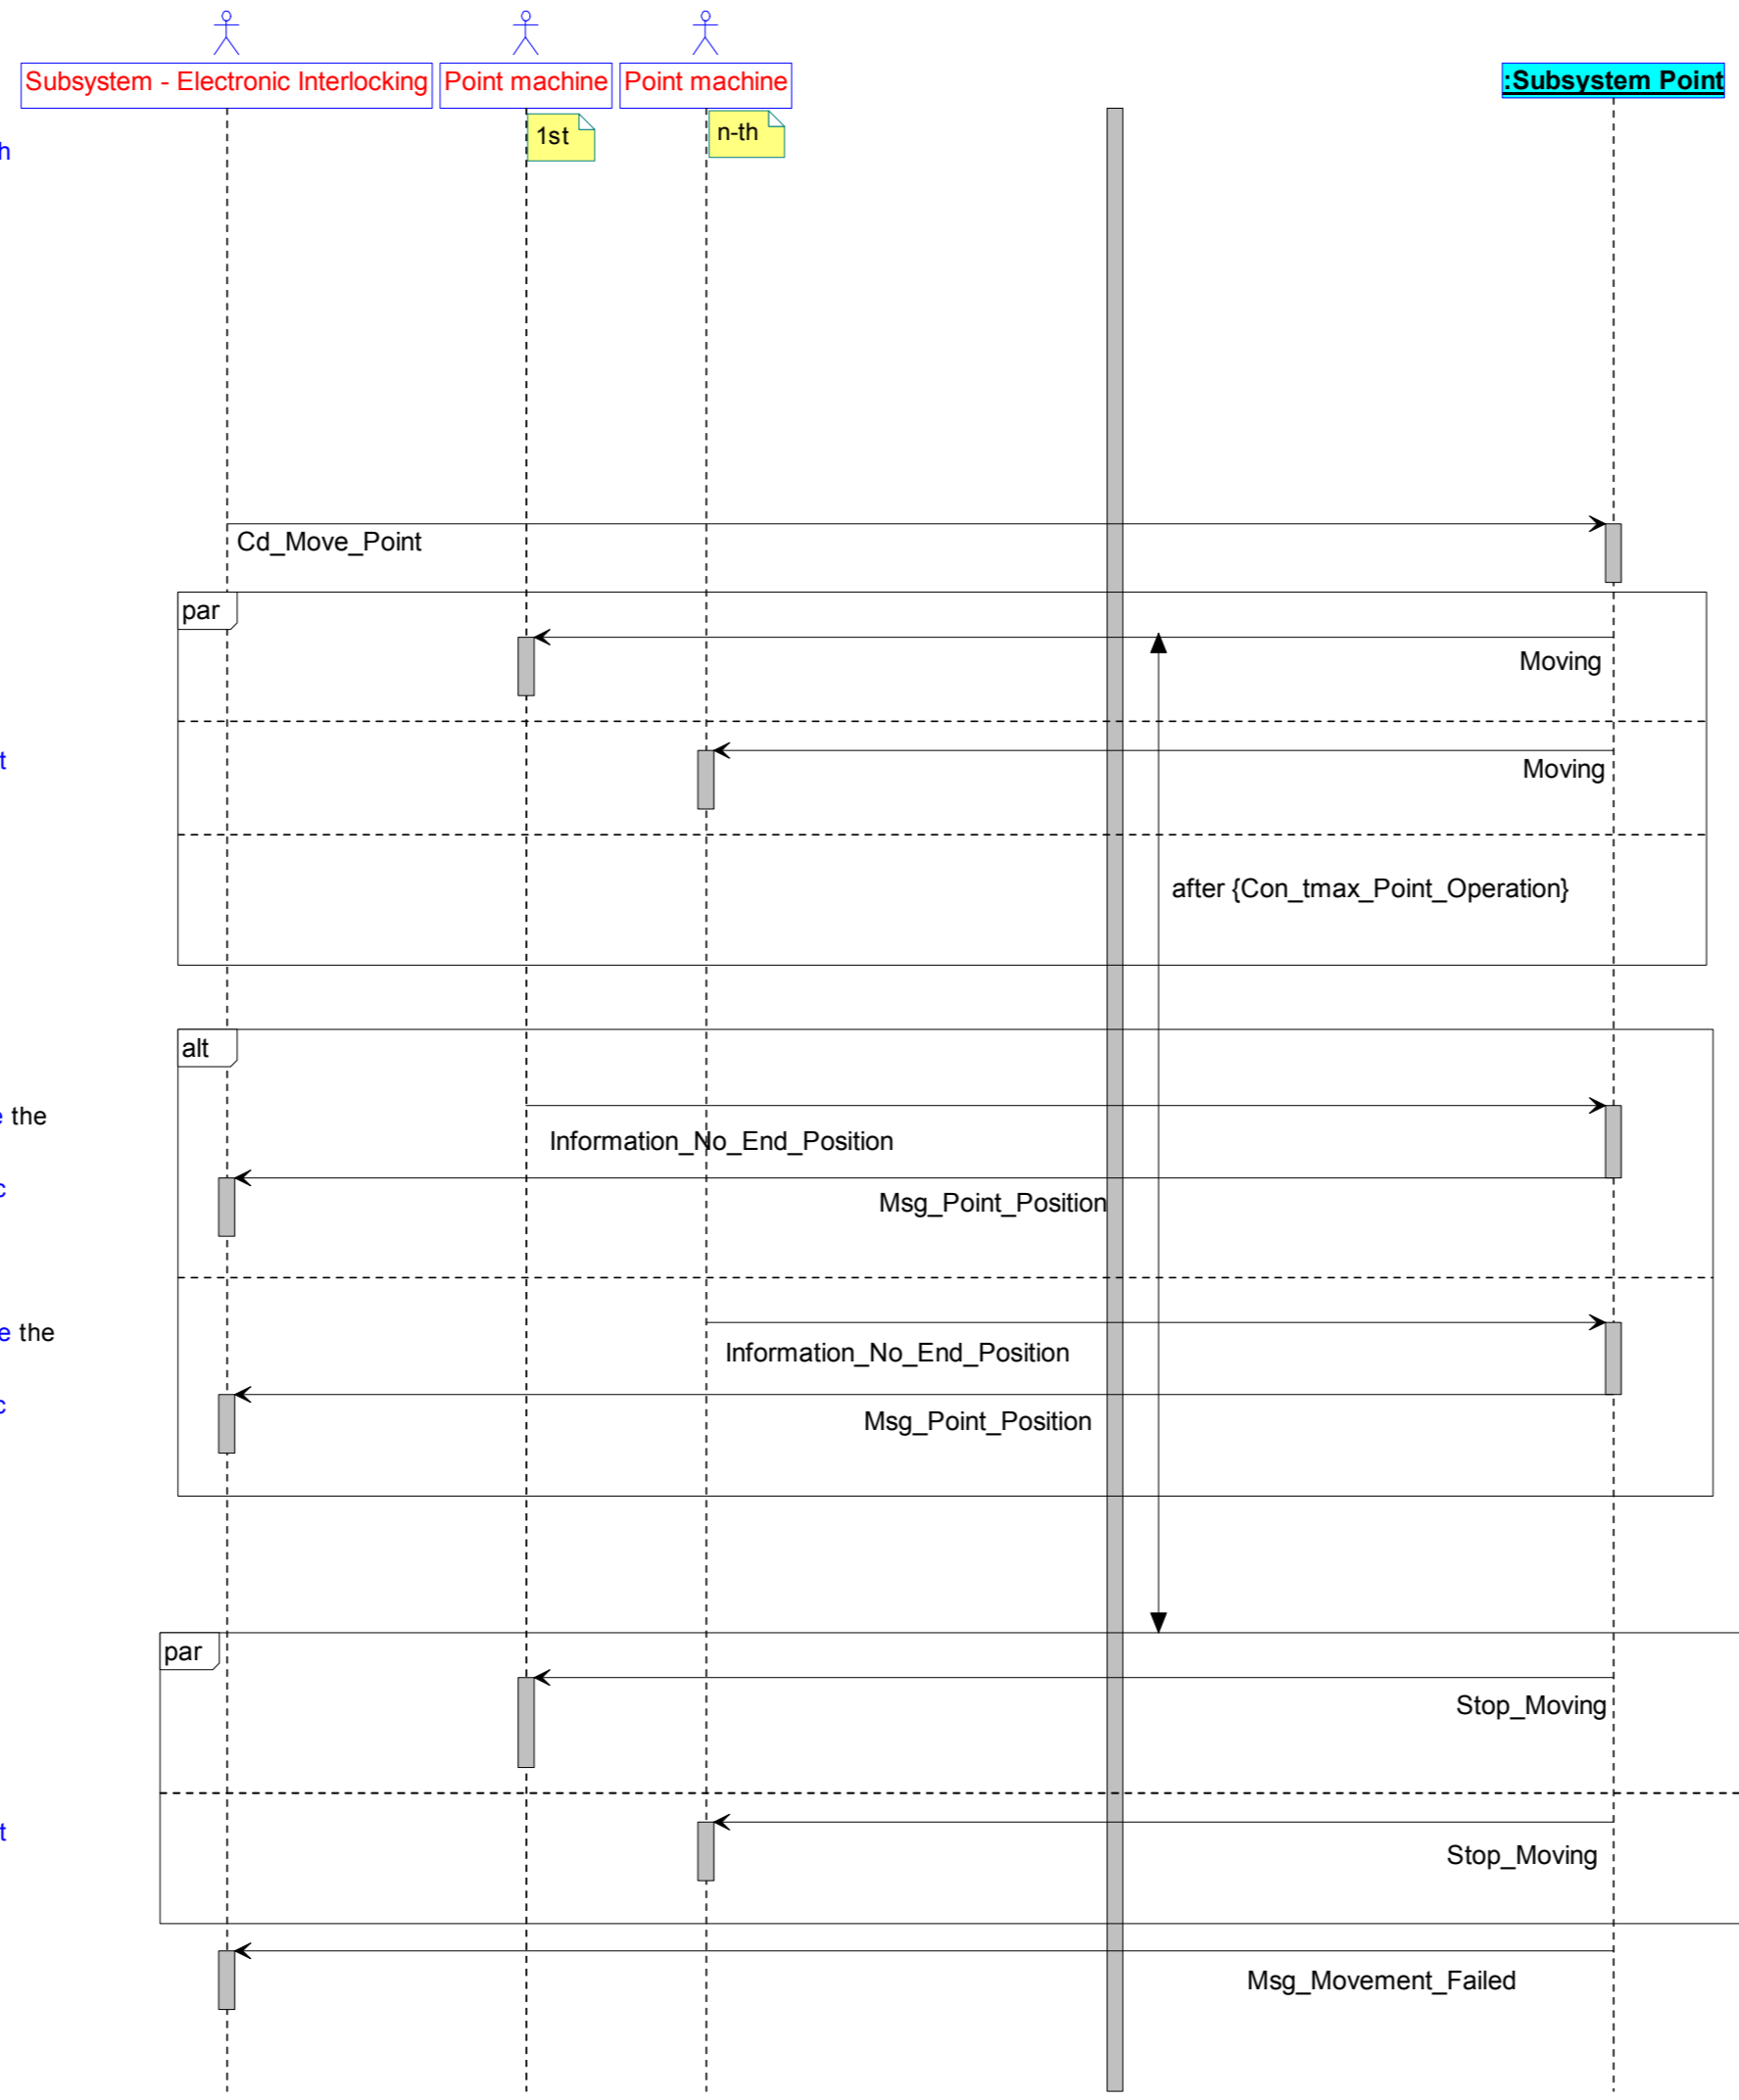 Subsystem - Electronic Interlocking
Point machine
Point machine
:Subsystem Point
1st
n-th
Cd_Move_Point
par
Moving
Moving
after {Con_tmax_Point_Operation}
alt
the
Information_No_End_Position
Msg_Point_Position
the
Information_No_End_Position
Msg_Point_Position
par
Stop_Moving
Stop_Moving
Msg_Movement_Failed